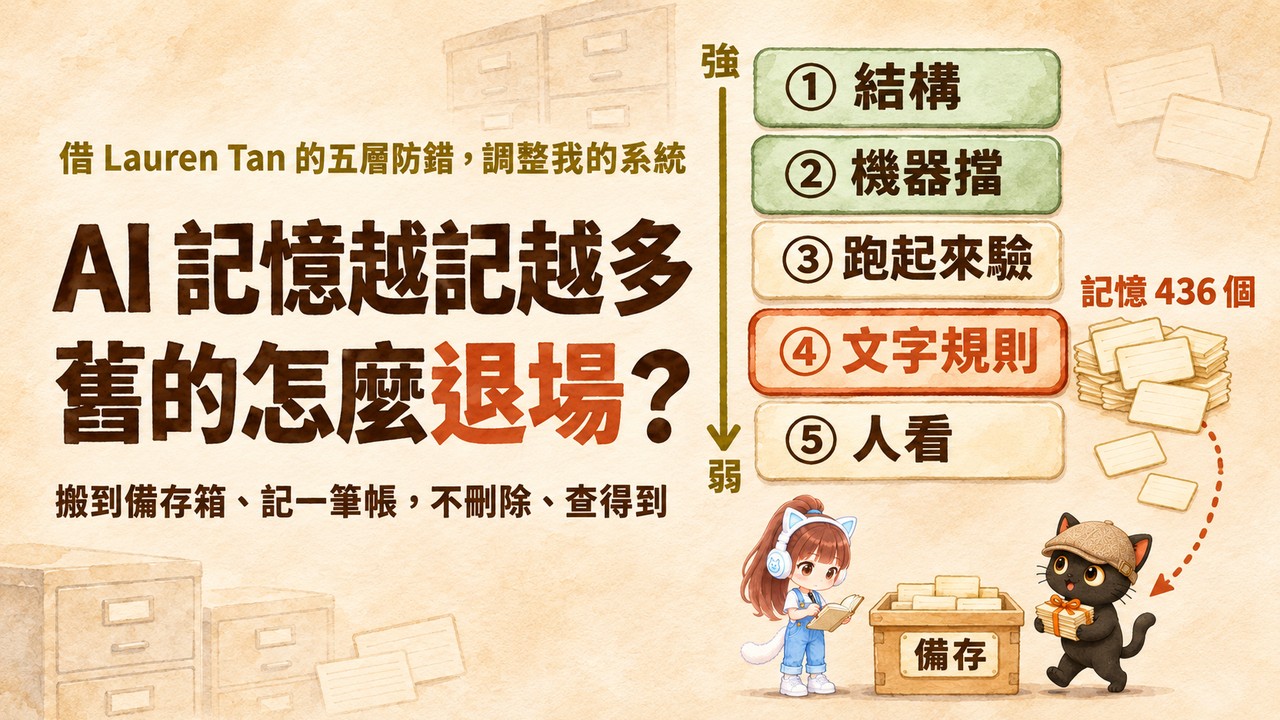 借 Lauren Tan 的五層防錯，調整我的系統
AI 記憶越記越多
舊的怎麼退場？
搬到備存箱、記一筆帳，不刪除、查得到
強
① 結構
② 機器擋
③ 跑起來驗
④ 文字規則
⑤ 人看
弱
記憶 436 個
備存